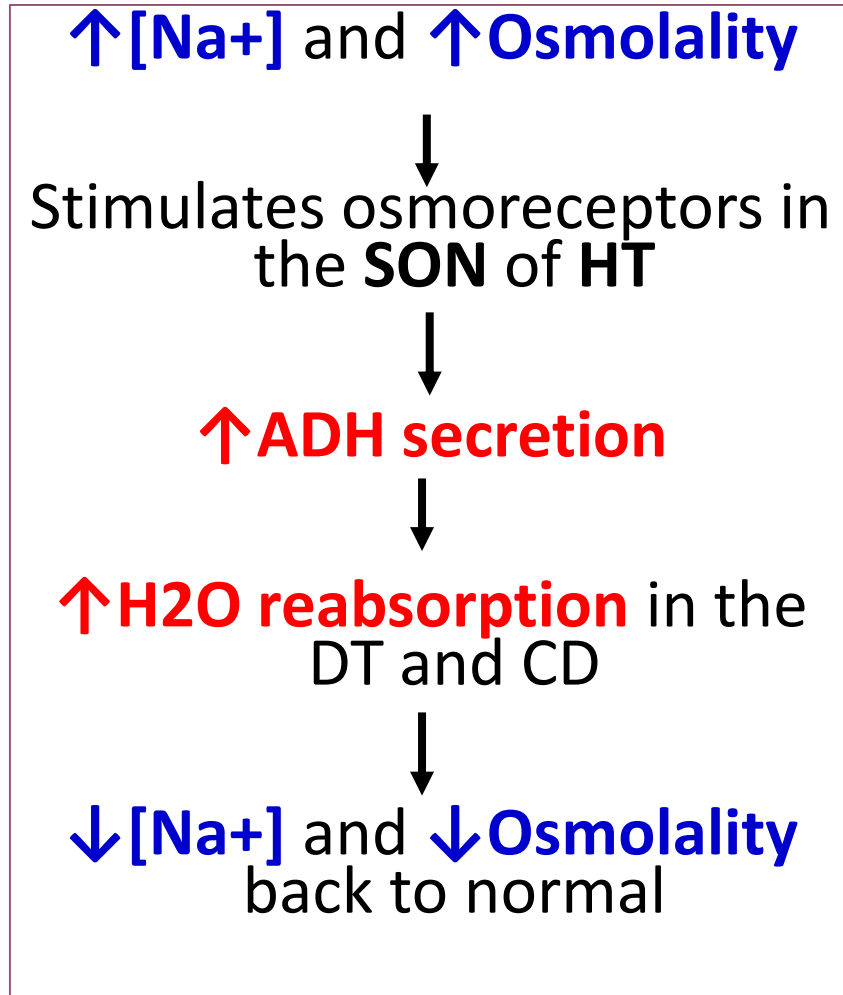 ↑[Na+] and ↑Osmolality
Stimulates osmoreceptors in
the SON of HT
↑ADH secretion
↑H2O reabsorption in the
DT and CD
↓[Na+] and ↓Osmolality
back to normal